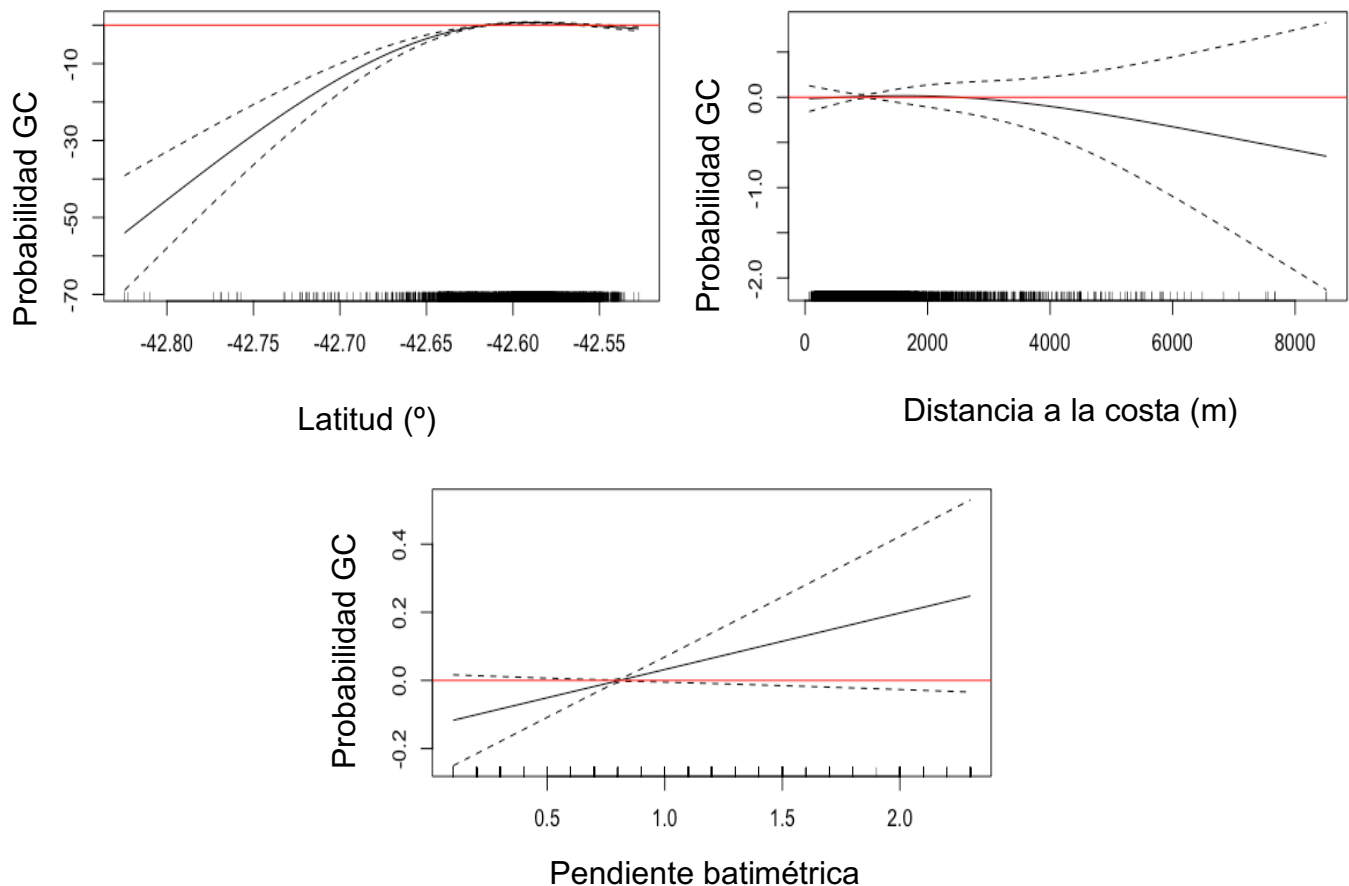 Probabilidad GC
-70 -50 -30 -10
-42.80 -42.75 -42.70 -42.65 -42.60 -42.55
Latitud (º)
Probabilidad GC
-2.0 -1.0 0.0
0 2000 4000 6000 8000
Distancia a la costa (m)
Probabilidad GC
-0.2 0.0 0.2 0.4
0.5 1.0 1.5 2.0
Pendiente batimétrica